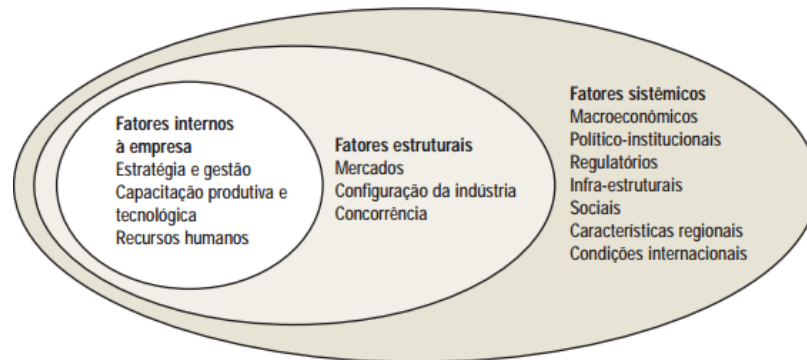 Fatores internos
à empresa
Estratégia e gestão
Capacitação produtiva e
tecnológica
Recursos humanos
Fatores estruturais
Mercados
Configuração da indústria
Concorrência
Fatores sistêmicos
Macroeconômicos
Político-institucionais
Regulatórios
Infra-estruturais
Sociais
Características regionais
Condições internacionais